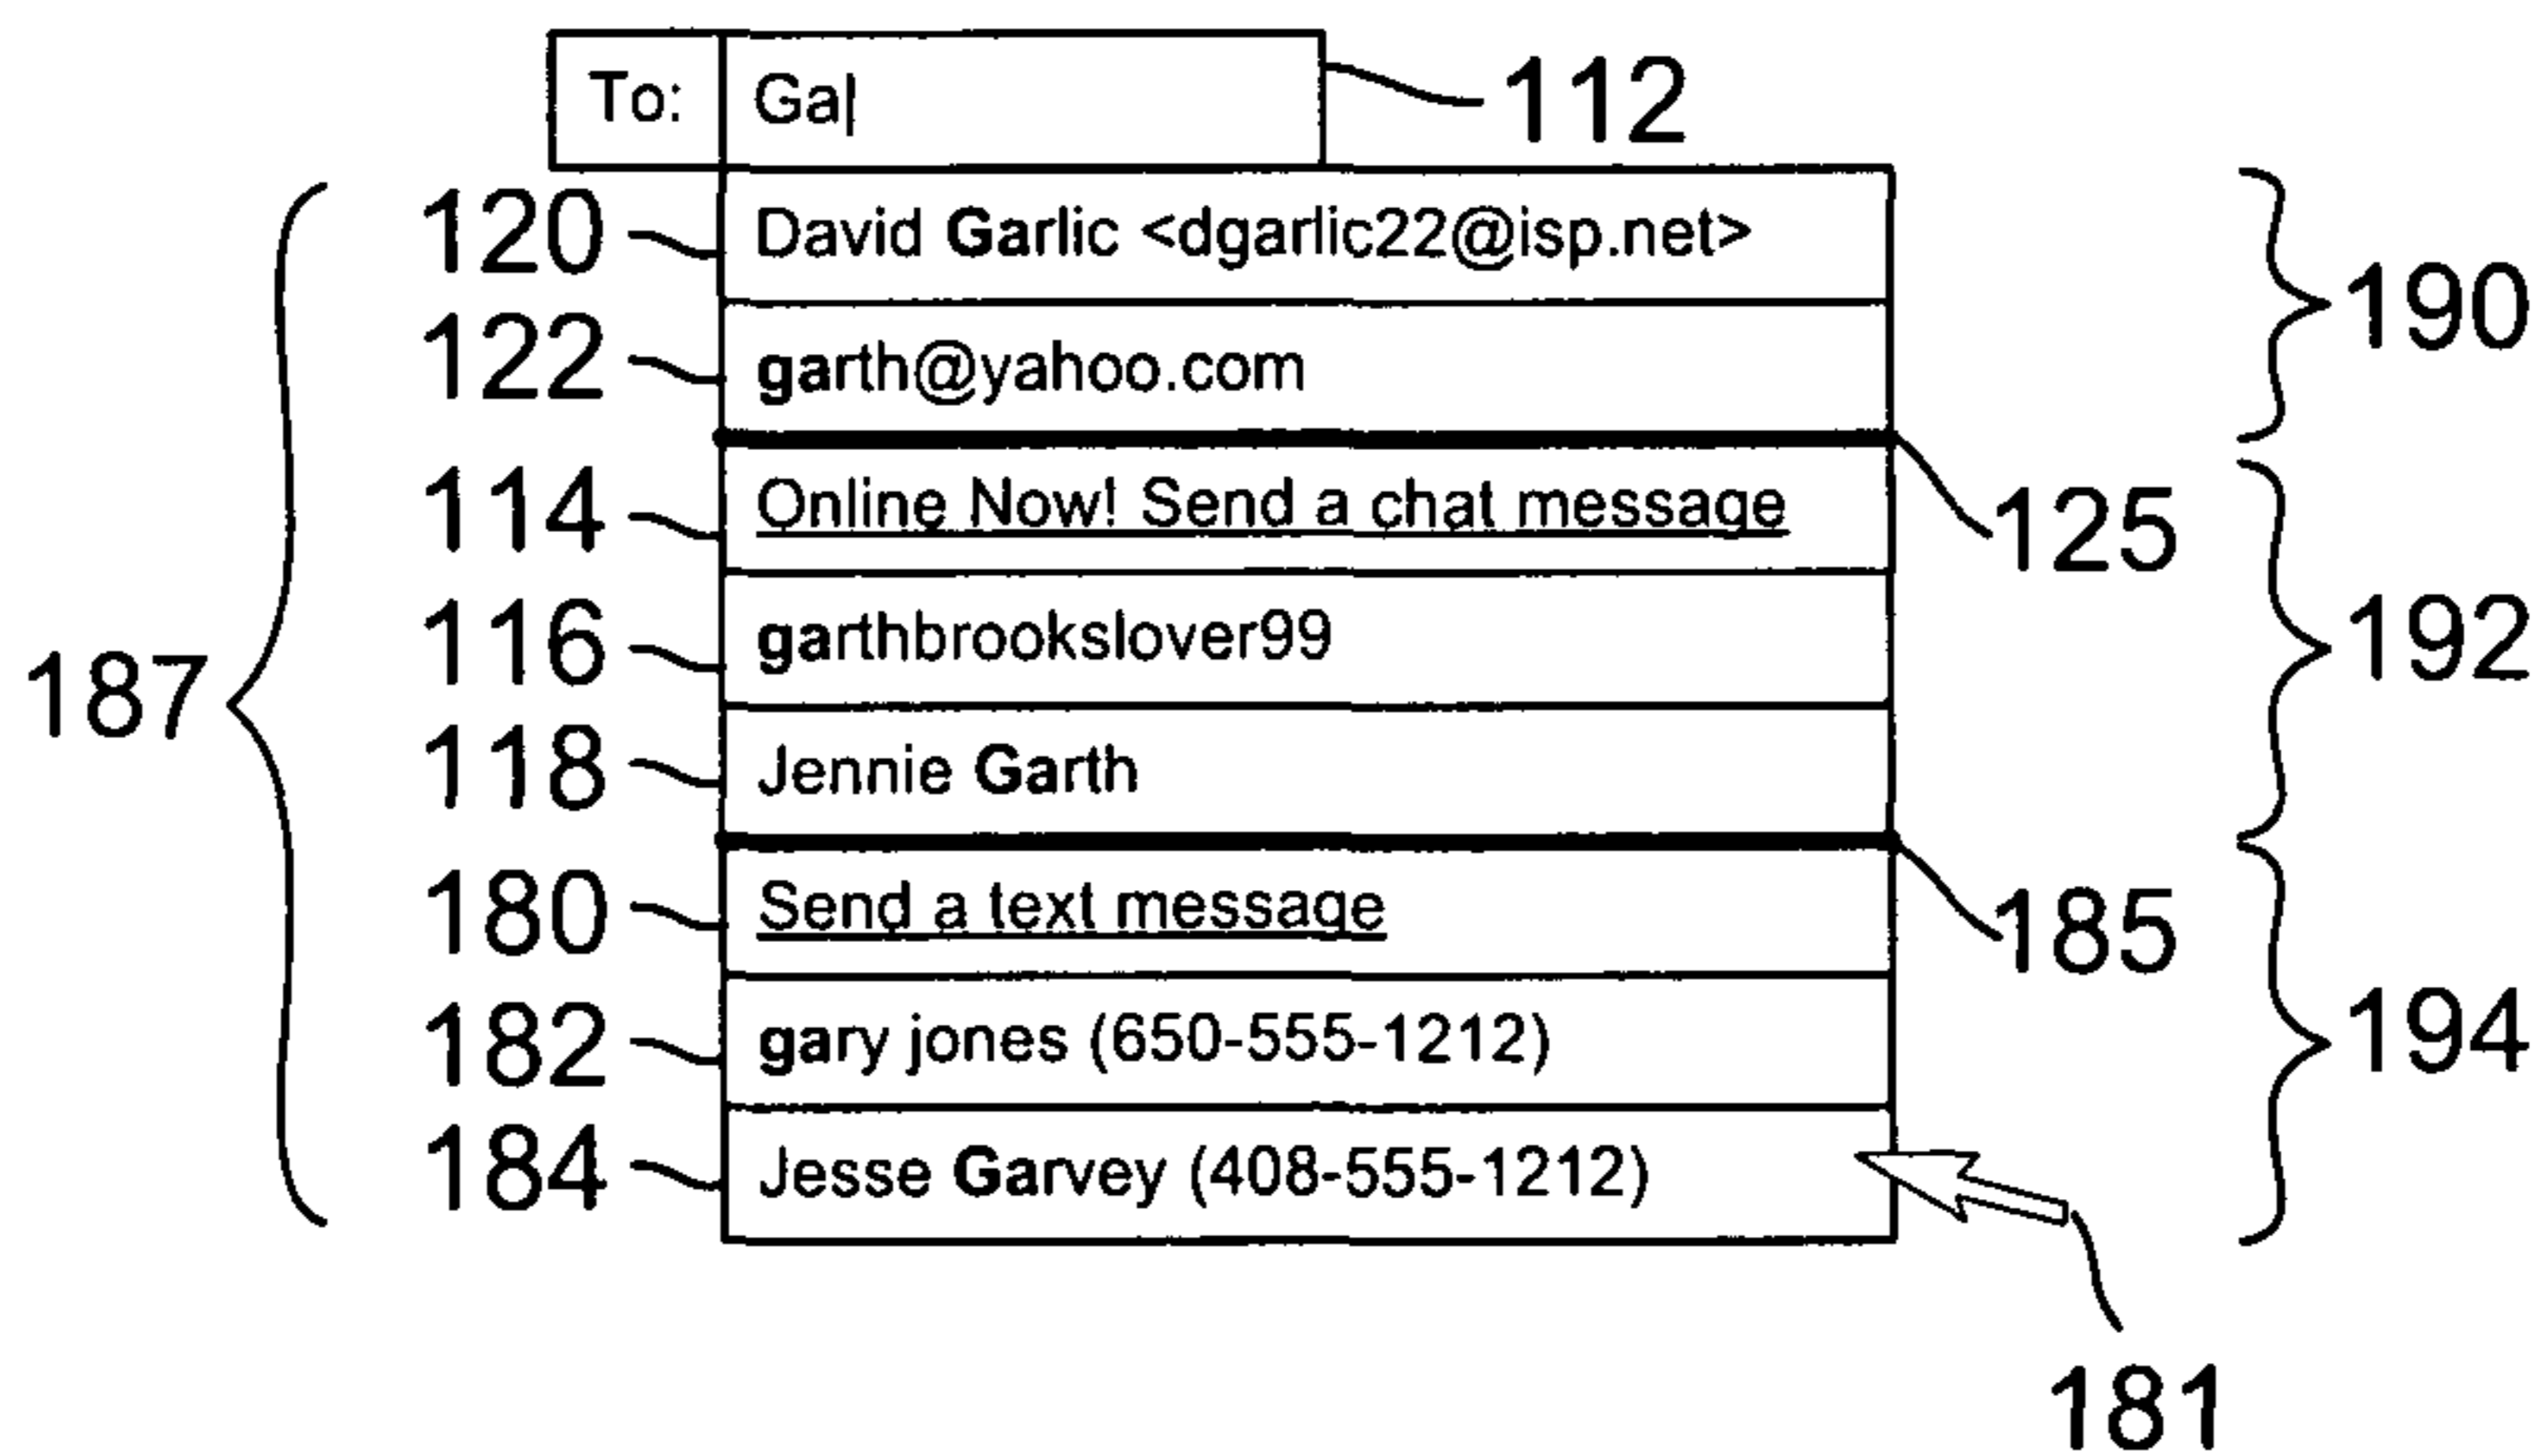 To: Ga 112
120 David Garlic <dgarlic22@isp.net>
190
122 garth@yahoo.com
114 Online Now! Send a chat message
125
116 garthbrookslover99
192
187
118 Jennie Garth
180 Send a text message
185
182 gary jones (650-555-1212)
194
184 Jesse Garvey (408-555-1212)
181